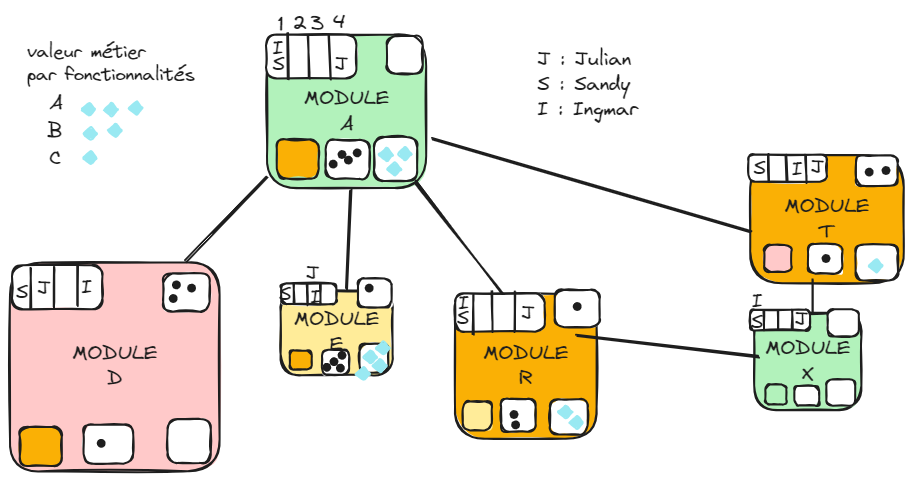 1 2 3 4
valeur métier
par fonctionnalités
A
B
C
I
S J
MODULE
A
J : Julian
S : Sandy
I : Ingmar
S I J
MODULE
T
S J I
MODULE
D
J
S I
MODULE
E
I
S J
MODULE
R
I
S J
MODULE
X